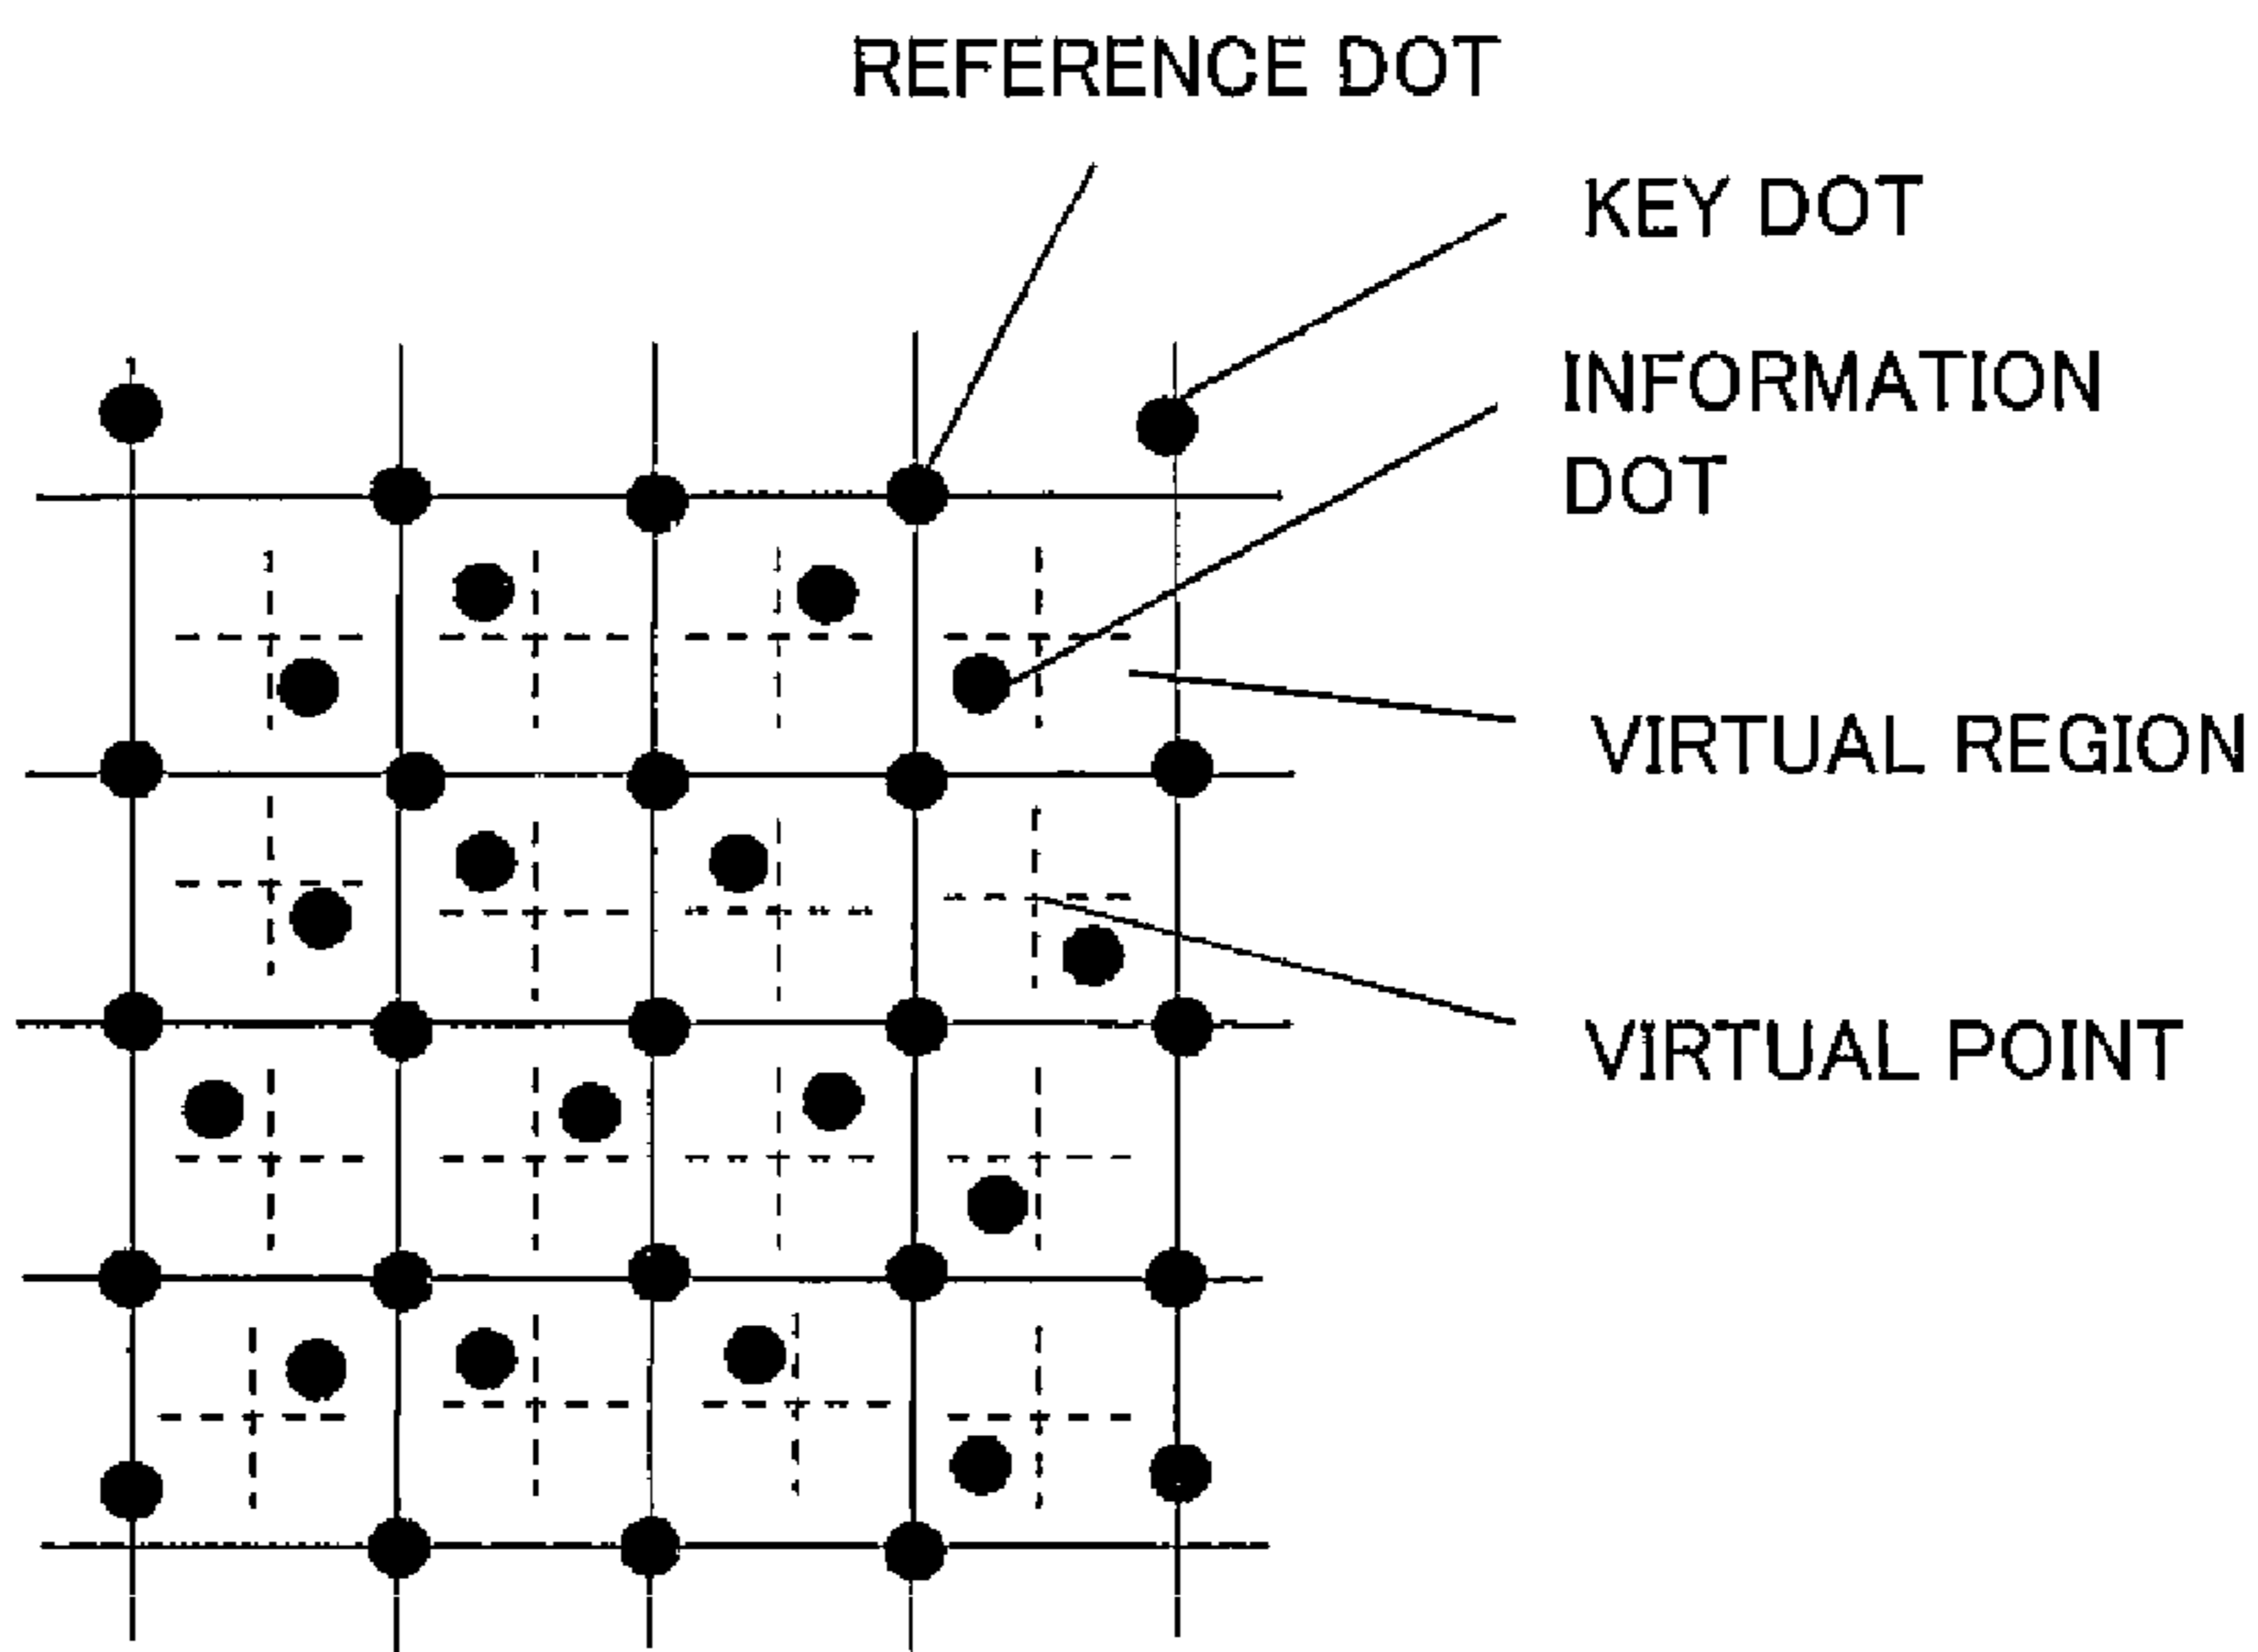 REFERENCE DOT
KEY DOT
INFORMATION
DOT
VIRTUAL REGION
VIRTUAL POINT